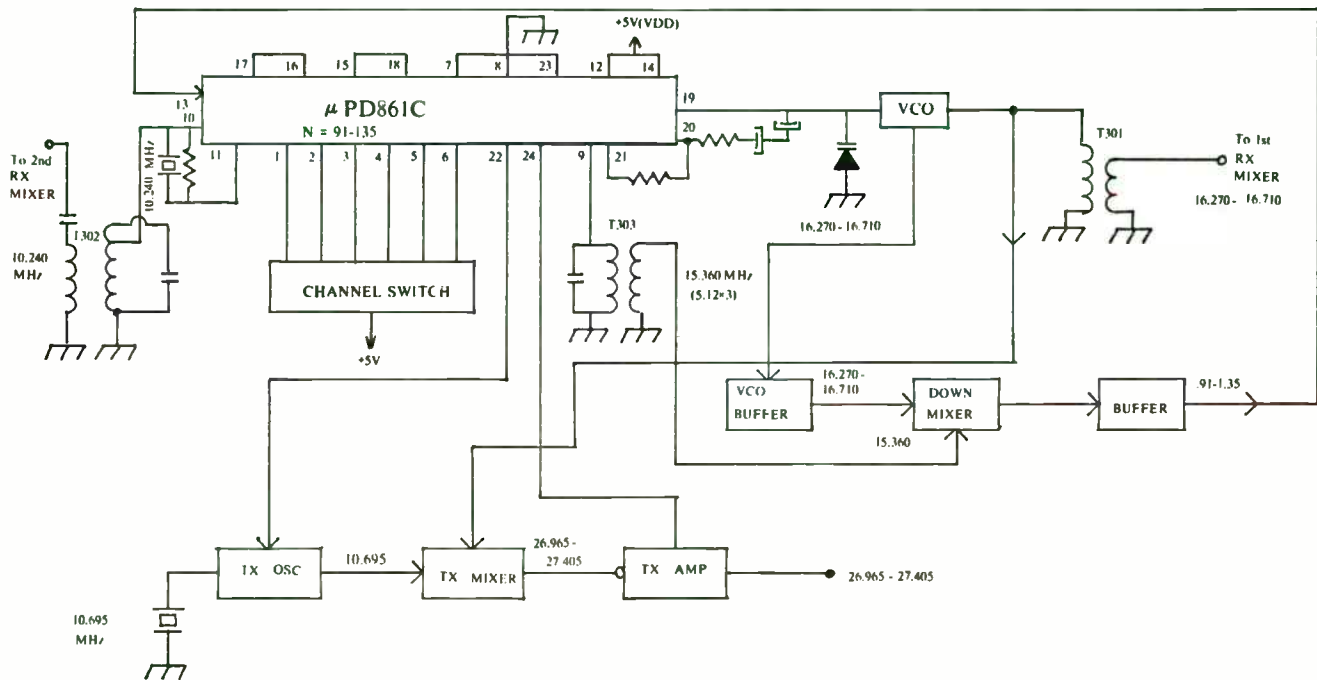 +5V(VDD)
17 16 15 18 7 8 23 12 14
13
μ PD861C
19
10
N = 91-135
20
11 1 2 3 4 5 6 22 24 9 21
VCO
T301
To 1st
RX
MIXER
16.270-
16.710
To 2nd
RX
MIXER
10.240 MHz
T302
10.240
MHz
CHANNEL SWITCH
+5V
T303
15.360 MHz
(5.12×3)
16.270 - 16.710
VCO
BUFFER
16.270-
16.710
DOWN
MIXER
15.360
BUFFER
.91-1.35
TX OSC
10.695
TX MIXER
26.965-
27.405
TX AMP
26.965 - 27.405
10.695
MHz